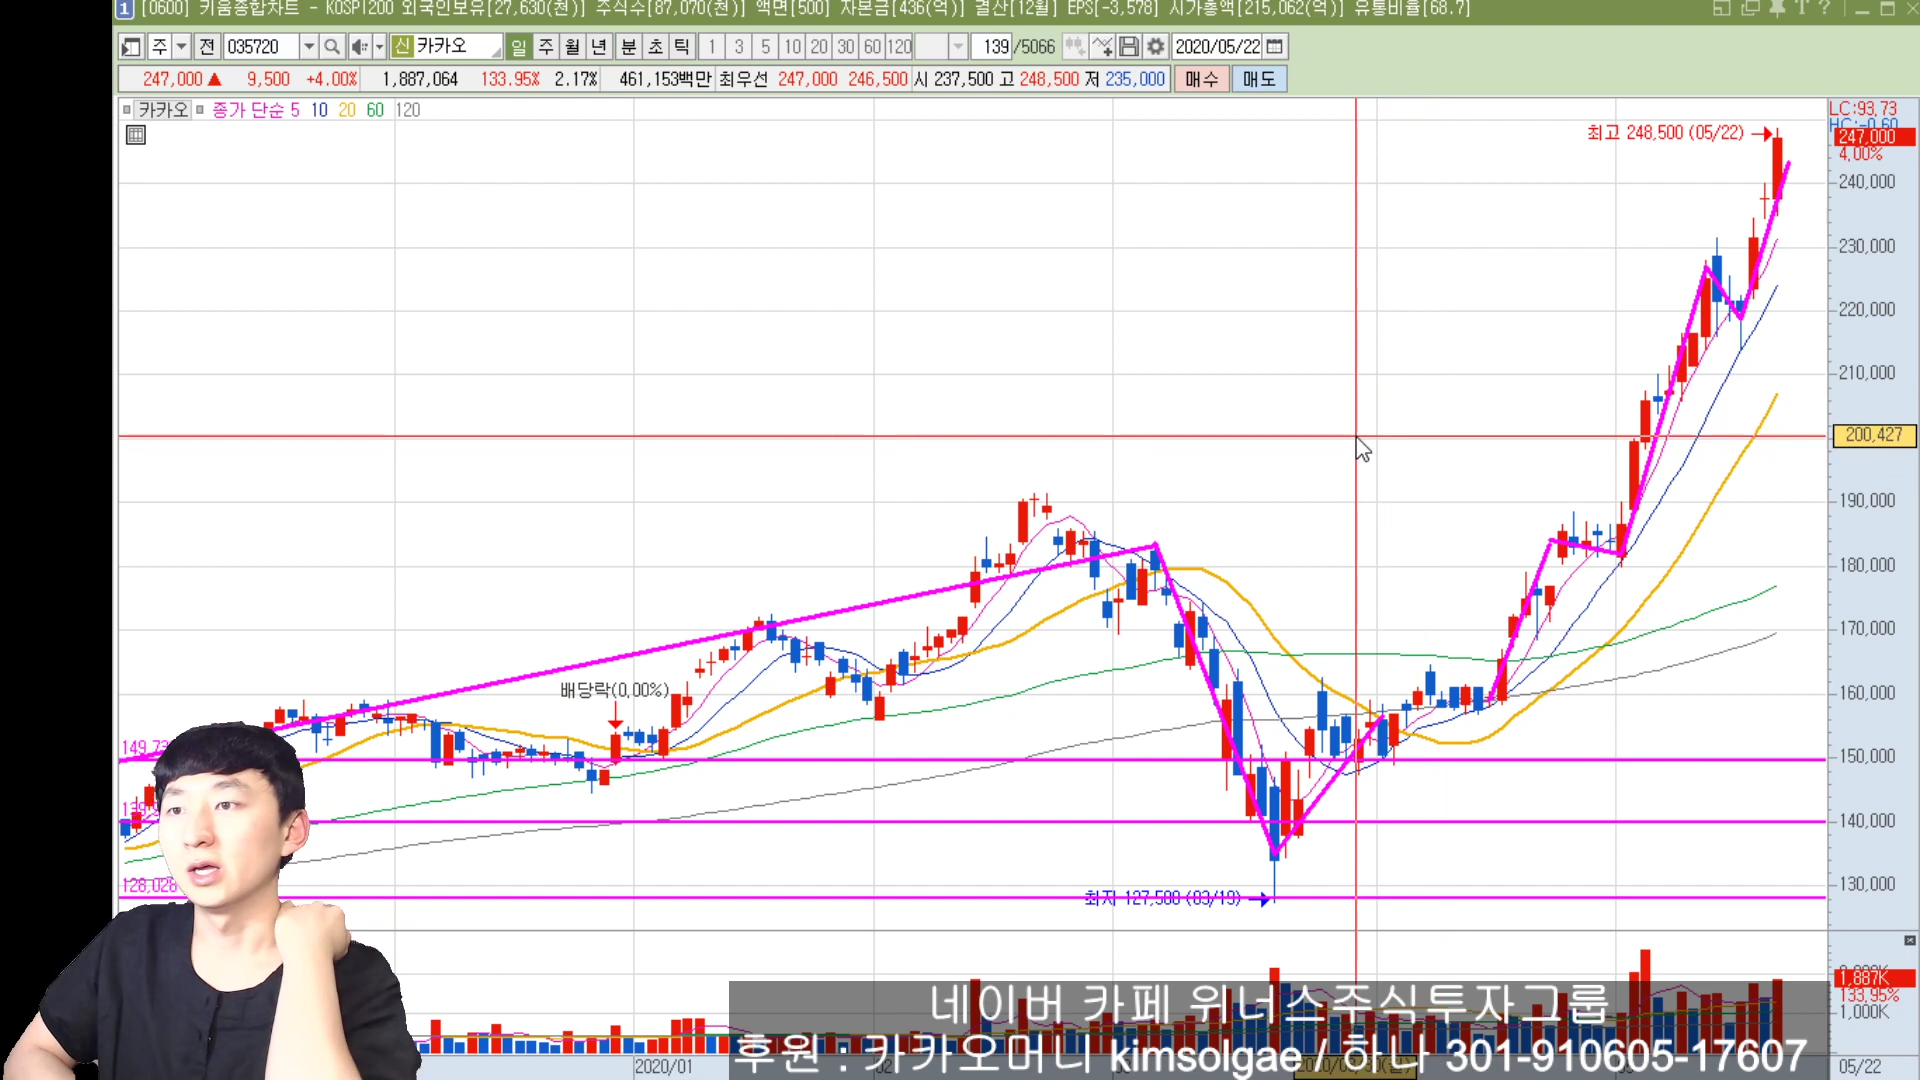 1 [0600] 키움종합차트 - KOSPI200 외국인보유[27,630(천)] 주식수[87,070(천)] 액면[500] 자본금[436(억)] 결산[12월] EPS[-3,578] 시가총액[215,062(억)] 유통비율[68.7]
주 전 035720 신 카카오 일 주 월 년 분 초 틱 1 3 5 10 20 30 60 120 139 /5066 2020/05/22
247,000 ▲ 9,500 +4.00% 1,887,064 133.95% 2.17% 461,153백만 최우선 247,000 246,500 시 237,500 고 248,500 저 235,000 매수 매도
카카오 종가 단순 5 10 20 60 120
LC:93.73
HC:-0.60
최고 248,500 (05/22)
247,000
4.00%
240,000
230,000
220,000
210,000
200,427
190,000
180,000
170,000
배당락(0.00%)
160,000
150,000
140,000
128,028
최저 127,500 (03/19)
130,000
1,887K
133.95%
1,000K
네이버 카페 위너스주식투자그룹
후원 : 카카오머니 kimsolgae / 하나 301-910605-17607
2020/01
05/22